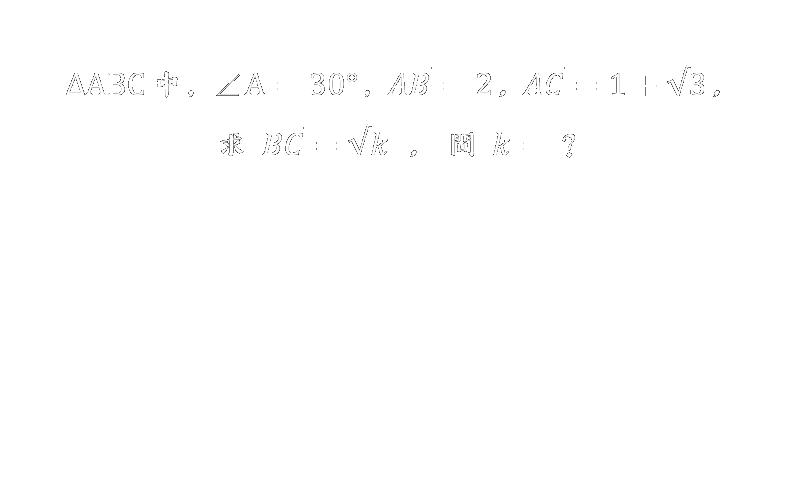 ΔABC 中, ∠A = 30°, AB = 2, AC = 1 + √3,
求 BC = √k , 問 k = ?